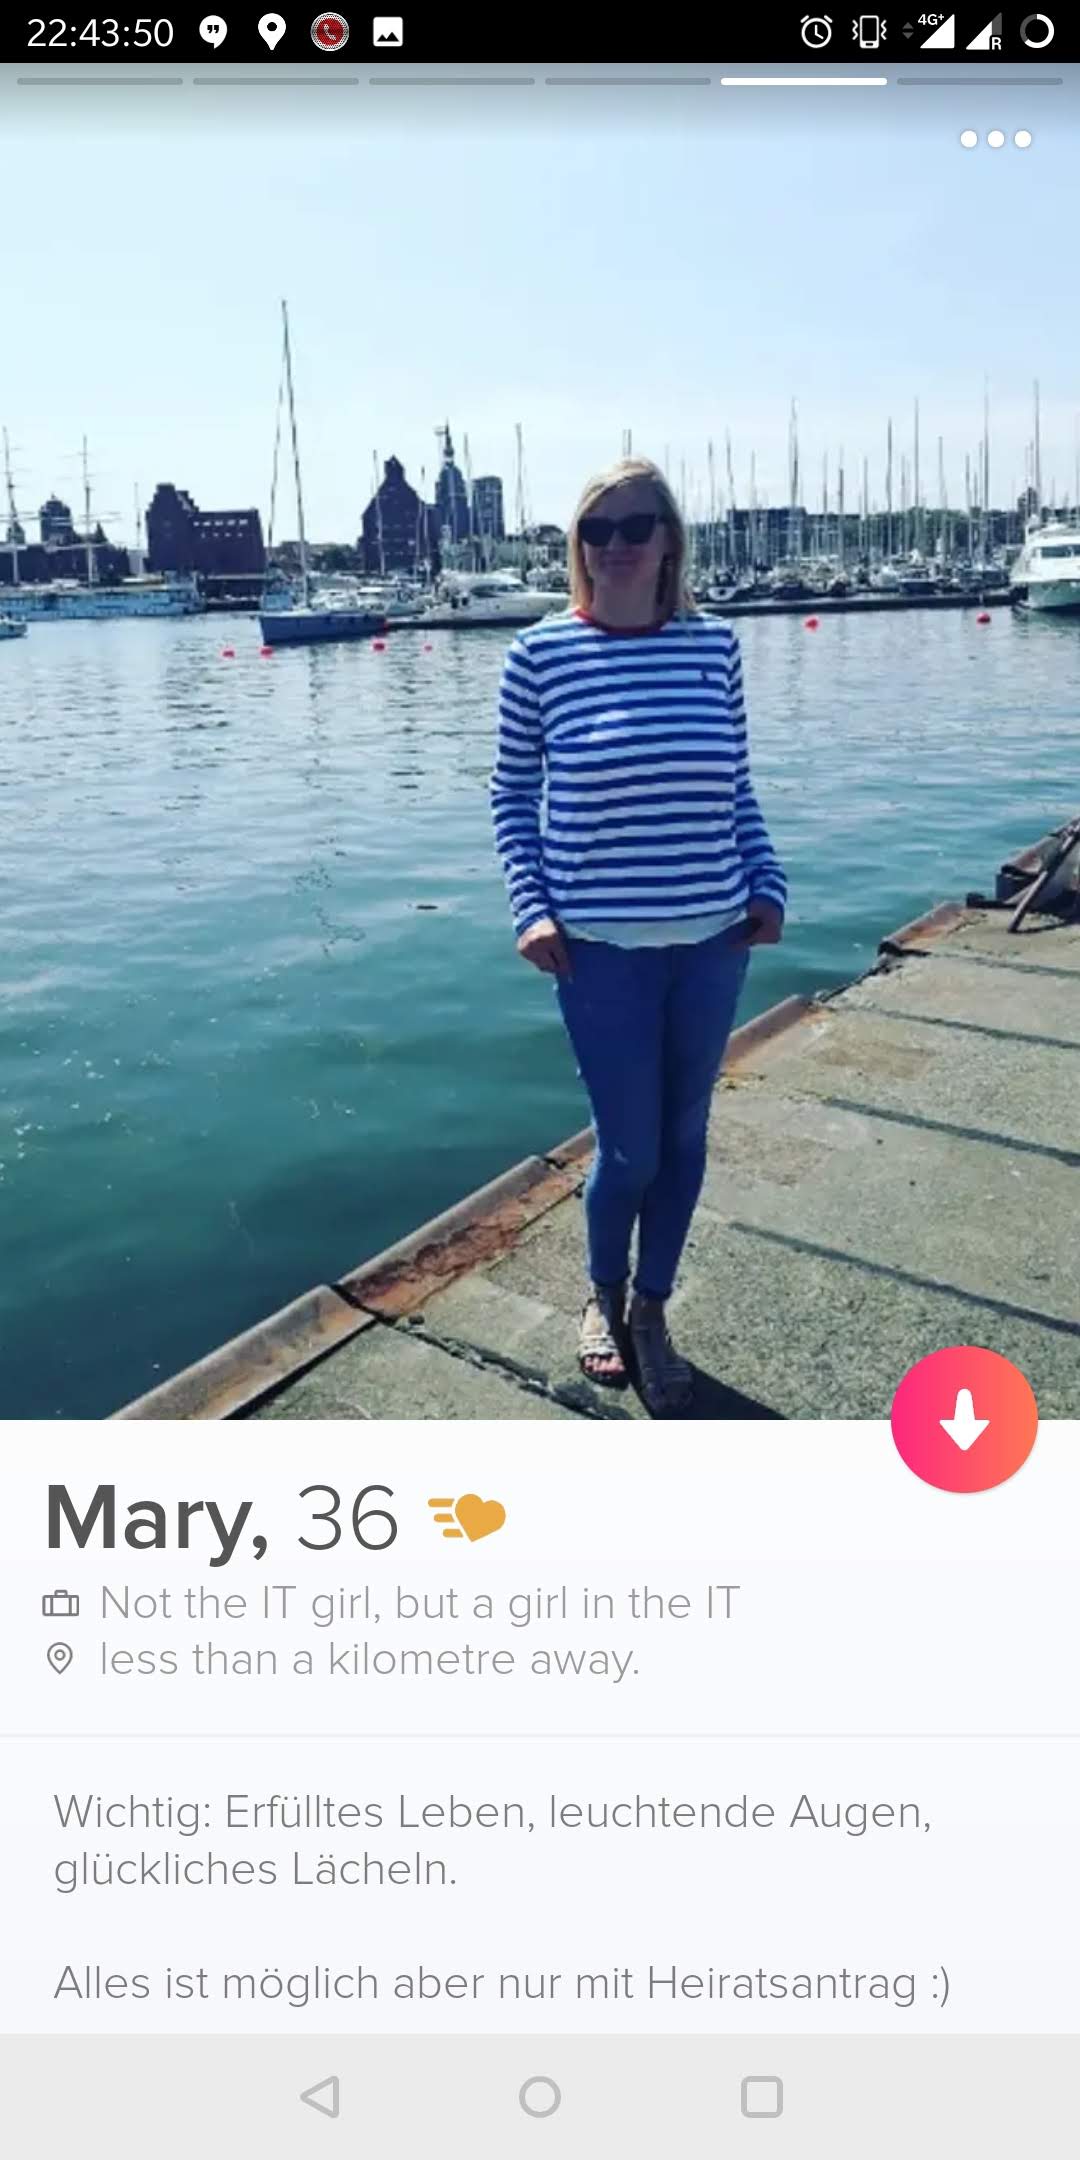 22:43:50
4G+
R
Mary, 36
Not the IT girl, but a girl in the IT
less than a kilometre away.
Wichtig: Erfülltes Leben, leuchtende Augen,
glückliches Lächeln.
Alles ist möglich aber nur mit Heiratsantrag :)